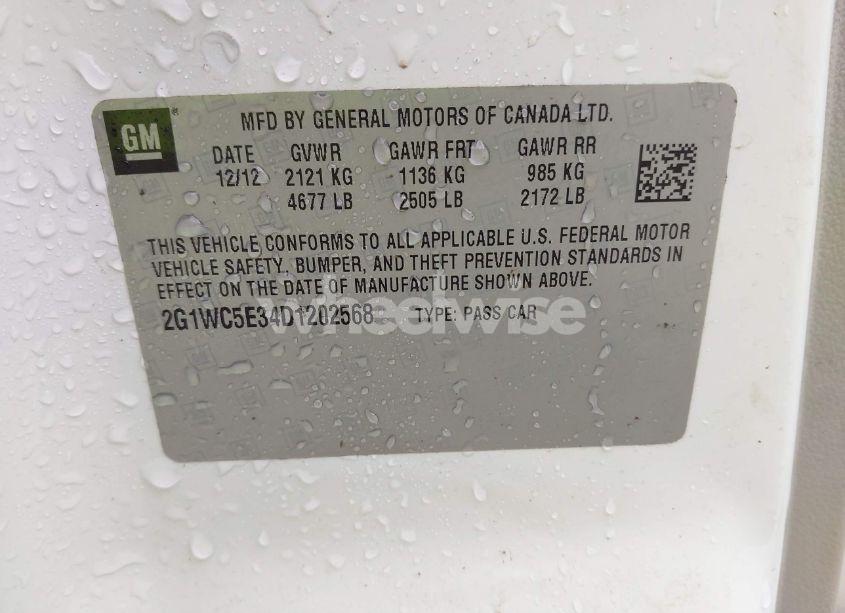 GM
MFD BY GENERAL MOTORS OF CANADA LTD.
DATE GVWR GAWR FRT GAWR RR
12/12 2121 KG 1136 KG 985 KG
4677 LB 2505 LB 2172 LB
THIS VEHICLE CONFORMS TO ALL APPLICABLE U.S. FEDERAL MOTOR
VEHICLE SAFETY, BUMPER, AND THEFT PREVENTION STANDARDS IN
EFFECT ON THE DATE OF MANUFACTURE SHOWN ABOVE.
2G1WC5E34D1202568 TYPE: PASS CAR
wheelwise